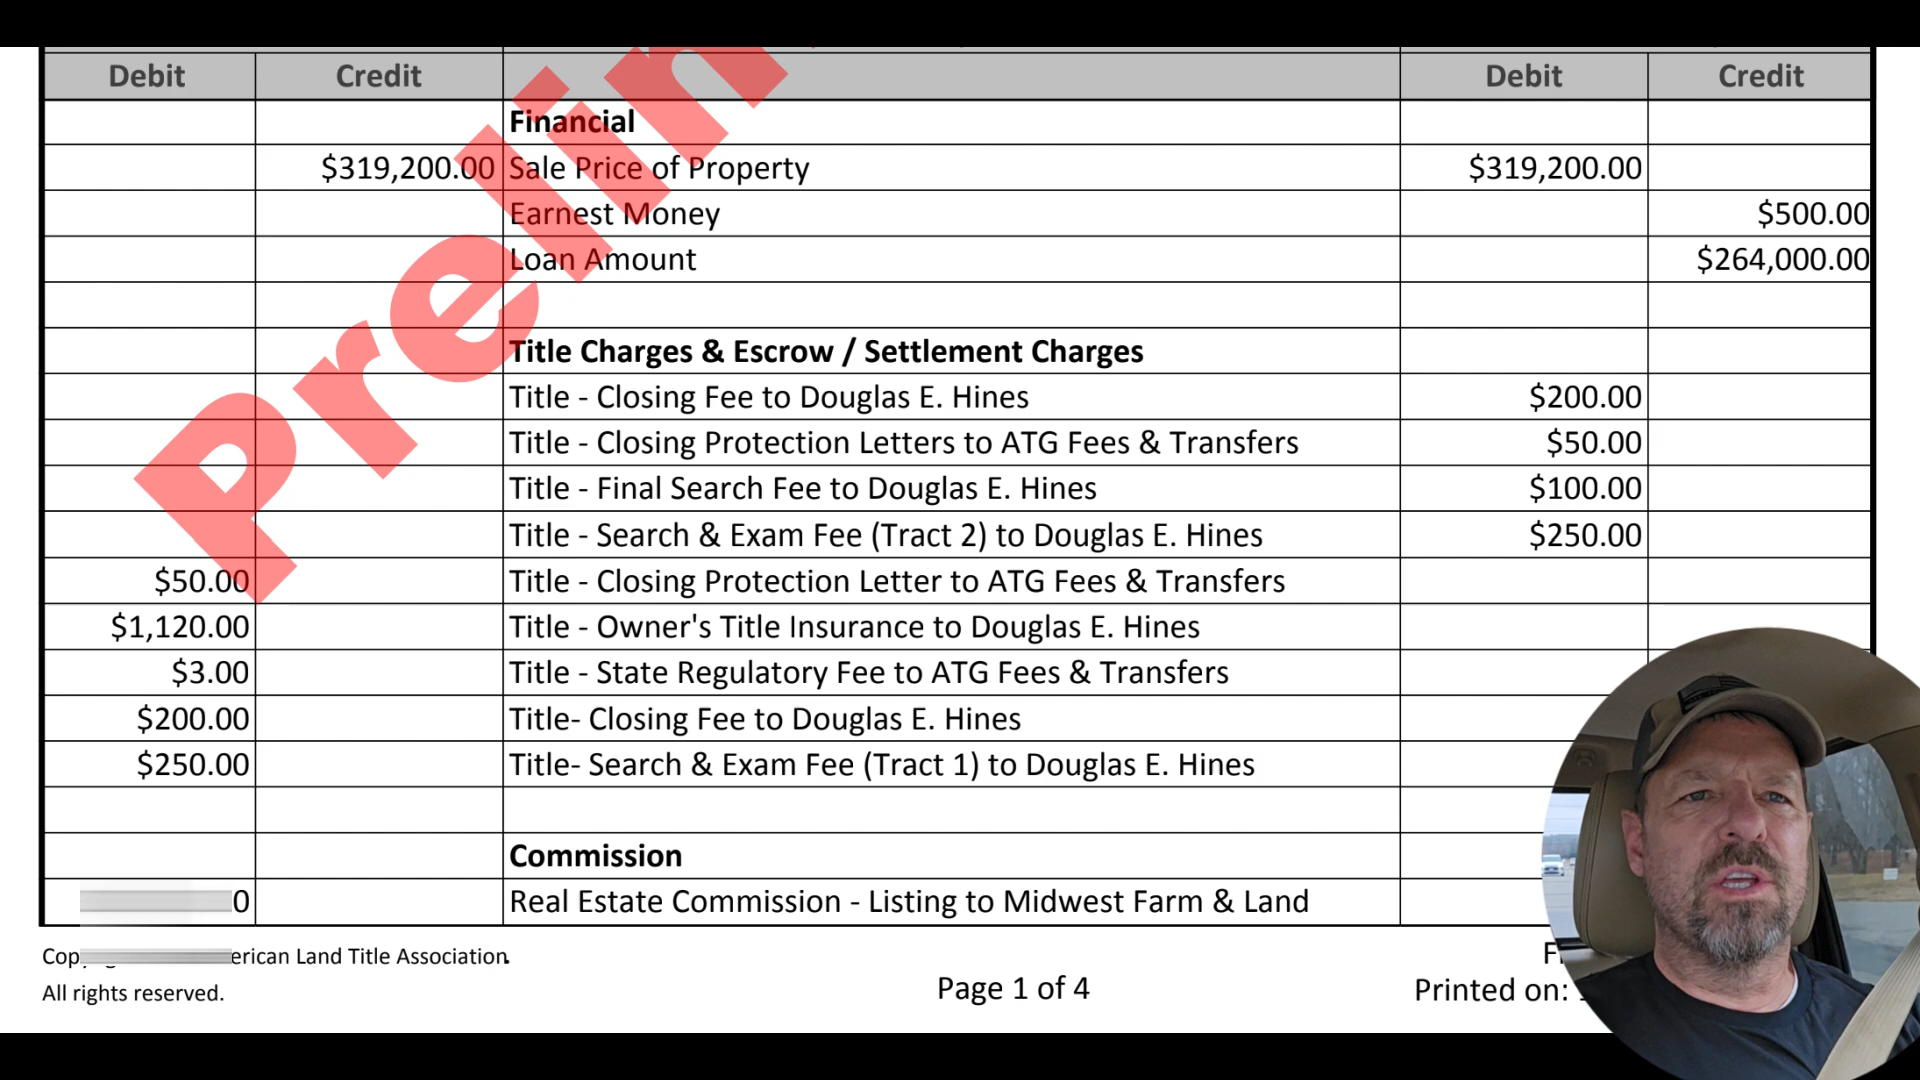 Debit Credit Debit Credit
Financial
$319,200.00 Sale Price of Property $319,200.00
Earnest Money $500.00
Loan Amount $264,000.00
Title Charges & Escrow / Settlement Charges
Title - Closing Fee to Douglas E. Hines $200.00
Title - Closing Protection Letters to ATG Fees & Transfers $50.00
Title - Final Search Fee to Douglas E. Hines $100.00
Title - Search & Exam Fee (Tract 2) to Douglas E. Hines $250.00
$50.00 Title - Closing Protection Letter to ATG Fees & Transfers
$1,120.00 Title - Owner's Title Insurance to Douglas E. Hines
$3.00 Title - State Regulatory Fee to ATG Fees & Transfers
$200.00 Title- Closing Fee to Douglas E. Hines
$250.00 Title- Search & Exam Fee (Tract 1) to Douglas E. Hines
Commission
0 Real Estate Commission - Listing to Midwest Farm & Land
Land Title Association.
All rights reserved.
Page 1 of 4
Printed on:
Prelim